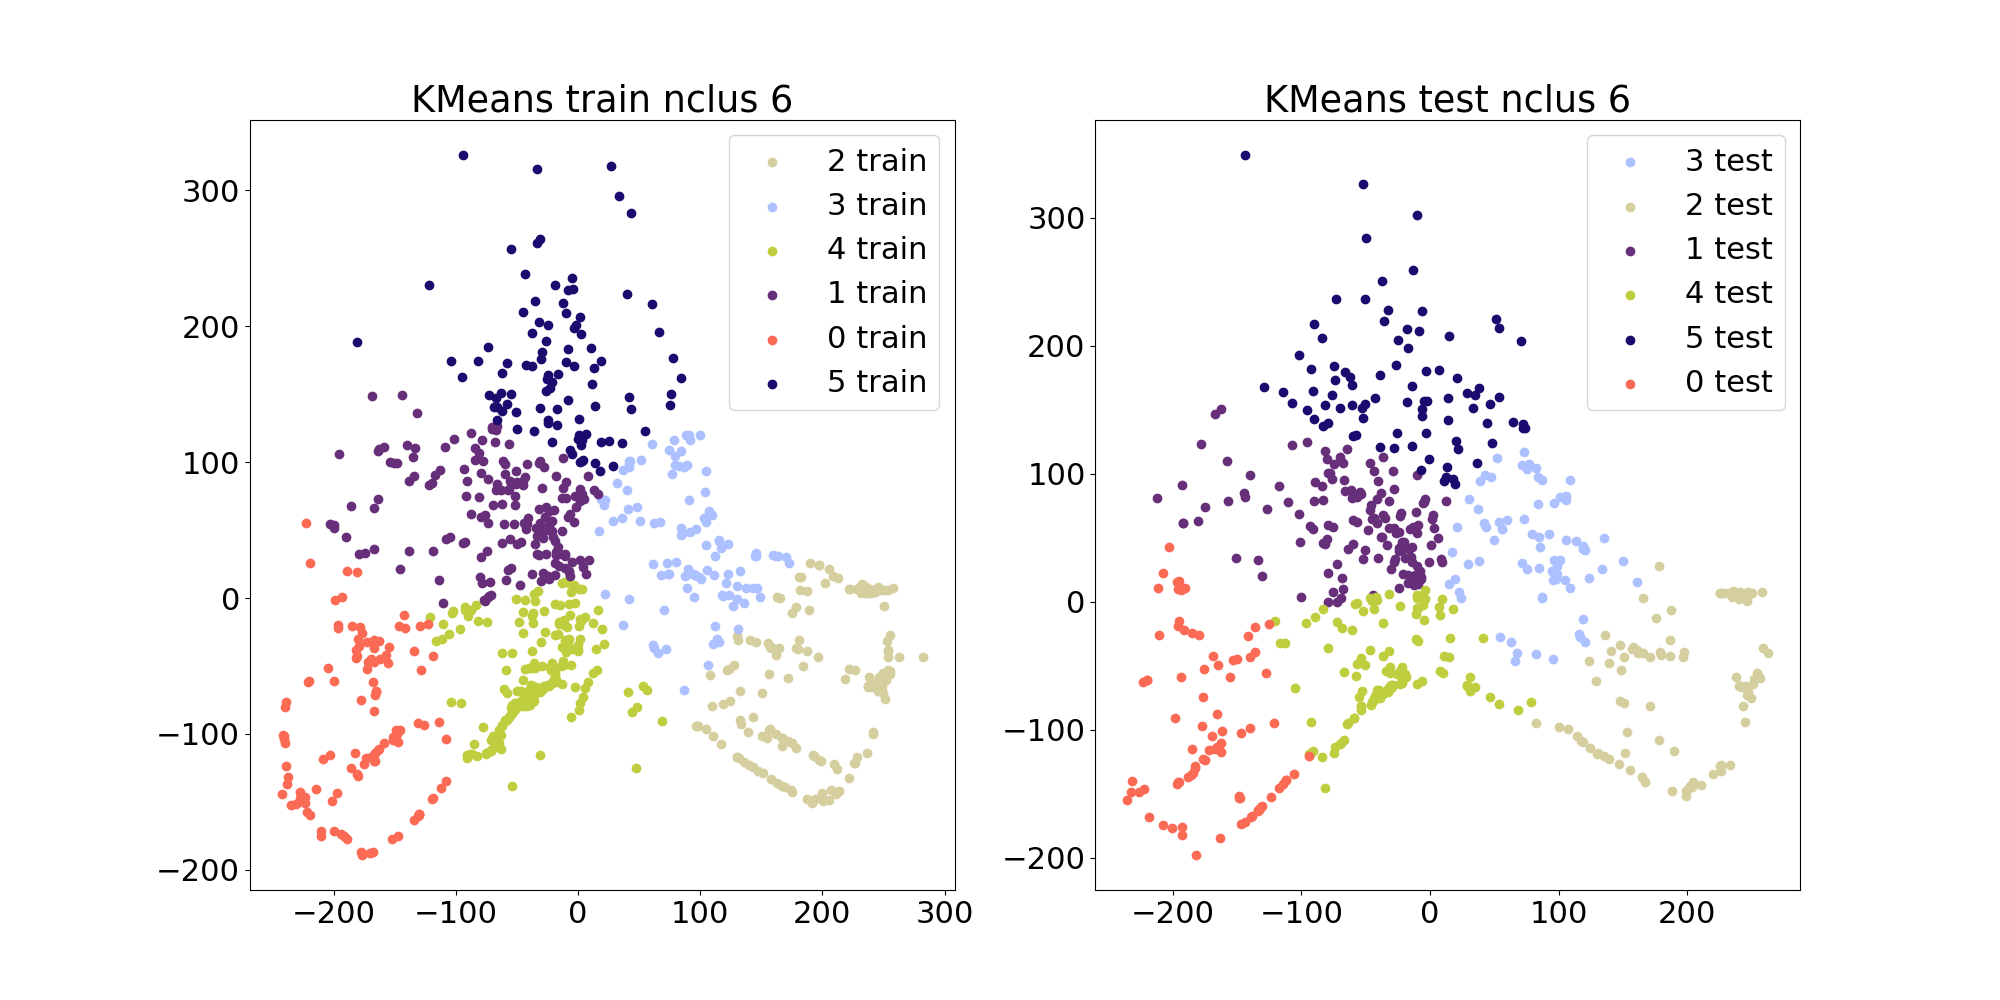 KMeans train nclus 6
2 train
3 train
4 train
1 train
0 train
5 train
300
200
100
0
−100
−200
−200 −100 0 100 200 300
KMeans test nclus 6
3 test
2 test
1 test
4 test
5 test
0 test
300
200
100
0
−100
−200
−200 −100 0 100 200